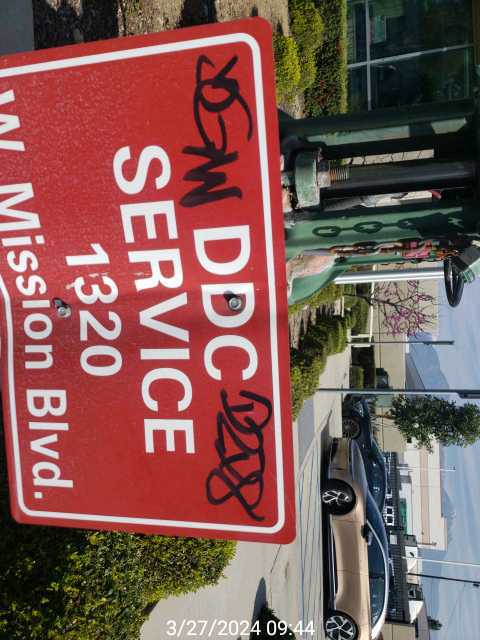 DDC
SERVICE
1320
W Mission Blvd.
3/27/2024 09:44